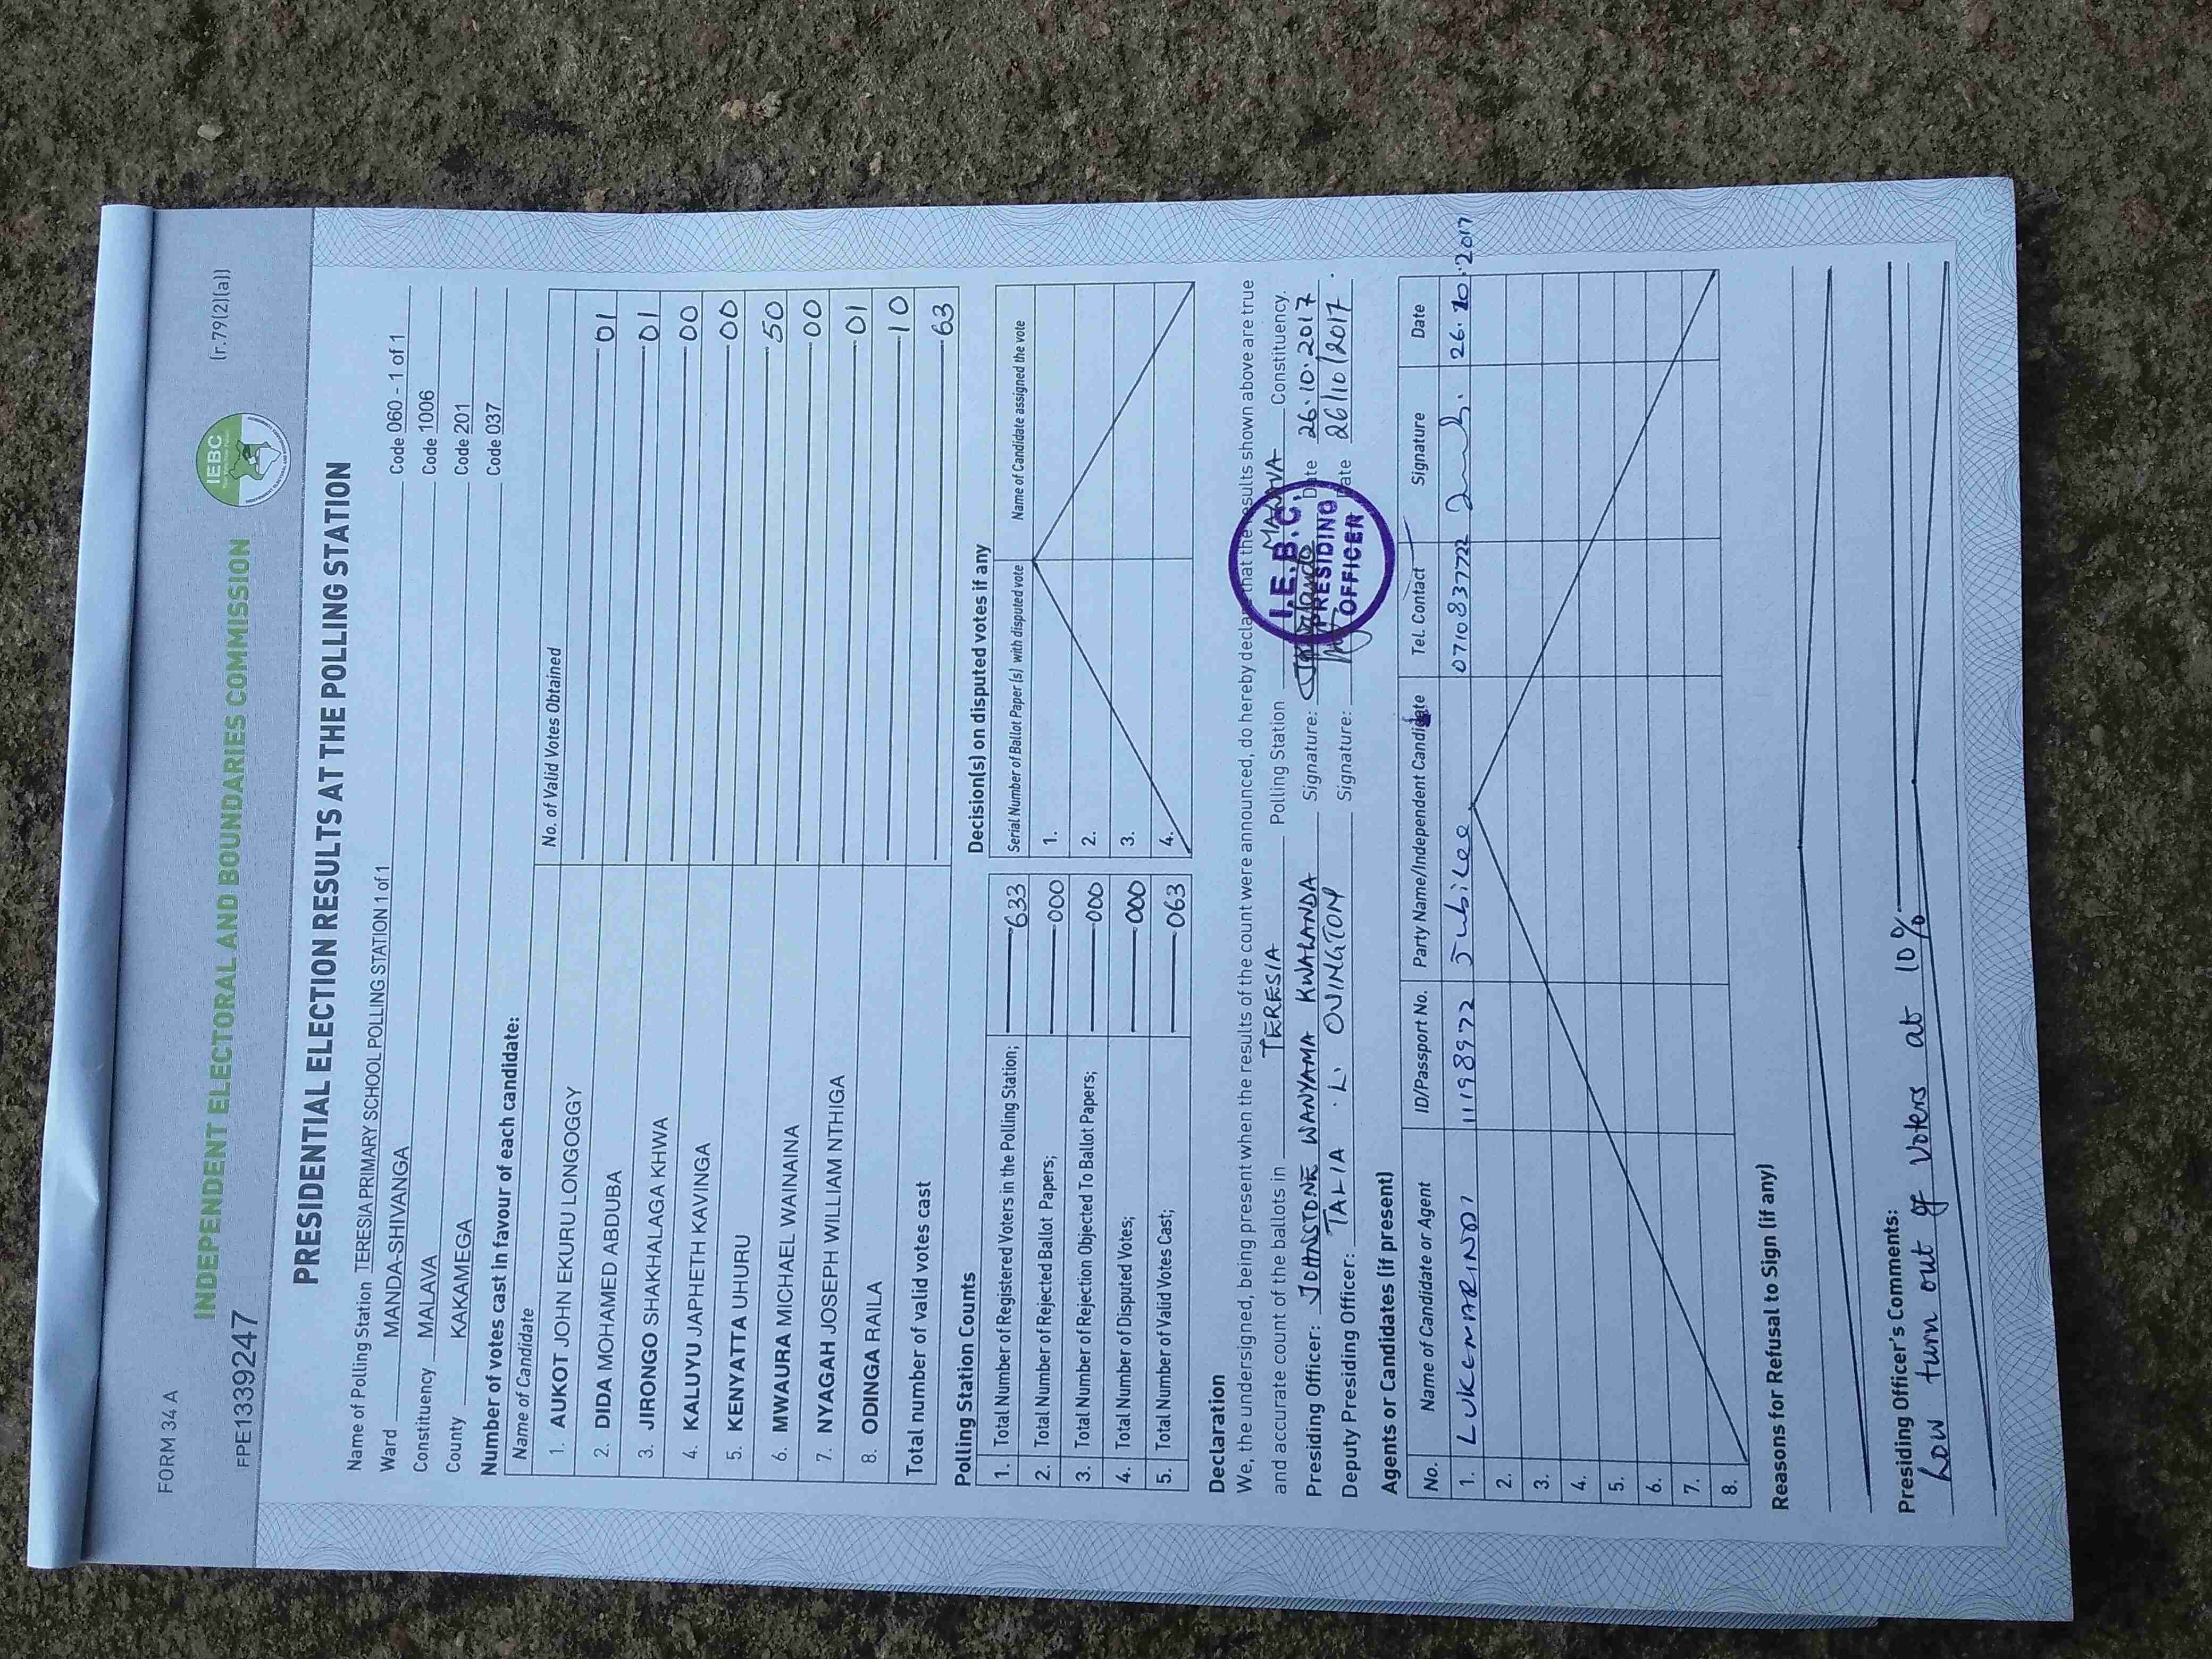 FORM 34 A
(r.79(2)(a))
IEBC
INDEPENDENT ELECTORAL AND BOUNDARIES COMMISSION
FPE1339247
PRESIDENTIAL ELECTION RESULTS AT THE POLLING STATION
Name of Polling Station TERESIA PRIMARY SCHOOL POLLING STATION 1 of 1 Code 060 - 1 of 1
Ward MANDA-SHIVANGA Code 1006
Constituency MALAVA Code 201
County KAKAMEGA Code 037
Number of votes cast in favour of each candidate:
Name of Candidate No. of Valid Votes Obtained
1. AUKOT JOHN EKURU LONGOGGY 01
2. DIDA MOHAMED ABDUBA 01
3. JIRONGO SHAKHALAGA KHWA 00
4. KALUYU JAPHETH KAVINGA 00
5. KENYATTA UHURU 50
6. MWAURA MICHAEL WAINAINA 00
7. NYAGAH JOSEPH WILLIAM NTHIGA 01
8. ODINGA RAILA 10
Total number of valid votes cast 63
Polling Station Counts
1. Total Number of Registered Voters in the Polling Station; 633
2. Total Number of Rejected Ballot Papers; 000
3. Total Number of Rejection Objected To Ballot Papers; 000
4. Total Number of Disputed Votes; 000
5. Total Number of Valid Votes Cast; 063
Decision(s) on disputed votes if any
Serial Number of Ballot Paper (s) with disputed vote Name of Candidate assigned the vote
1.
2.
3.
4.
Declaration
We, the undersigned, being present when the results of the count were announced, do hereby declare that the results shown above are true
and accurate count of the ballots in TERESIA Polling Station MALAVA Constituency.
Presiding Officer: JOHNSTONE WANYAMA KWALANDA Signature: Date 26.10.2017
Deputy Presiding Officer: TALIA . L. OVINGTON Signature: Date 26/10/2017.
I.E.B.C.
PRESIDING
OFFICER
Agents or Candidates (if present)
No. Name of Candidate or Agent ID/Passport No. Party Name/Independent Candidate Tel. Contact Signature Date
1. 11198972 Jubilee 0710837722 26.10.2017
2.
3.
4.
5.
6.
7.
8.
Reasons for Refusal to Sign (if any)
Presiding Officer's Comments:
Low turn out of voters at 10%